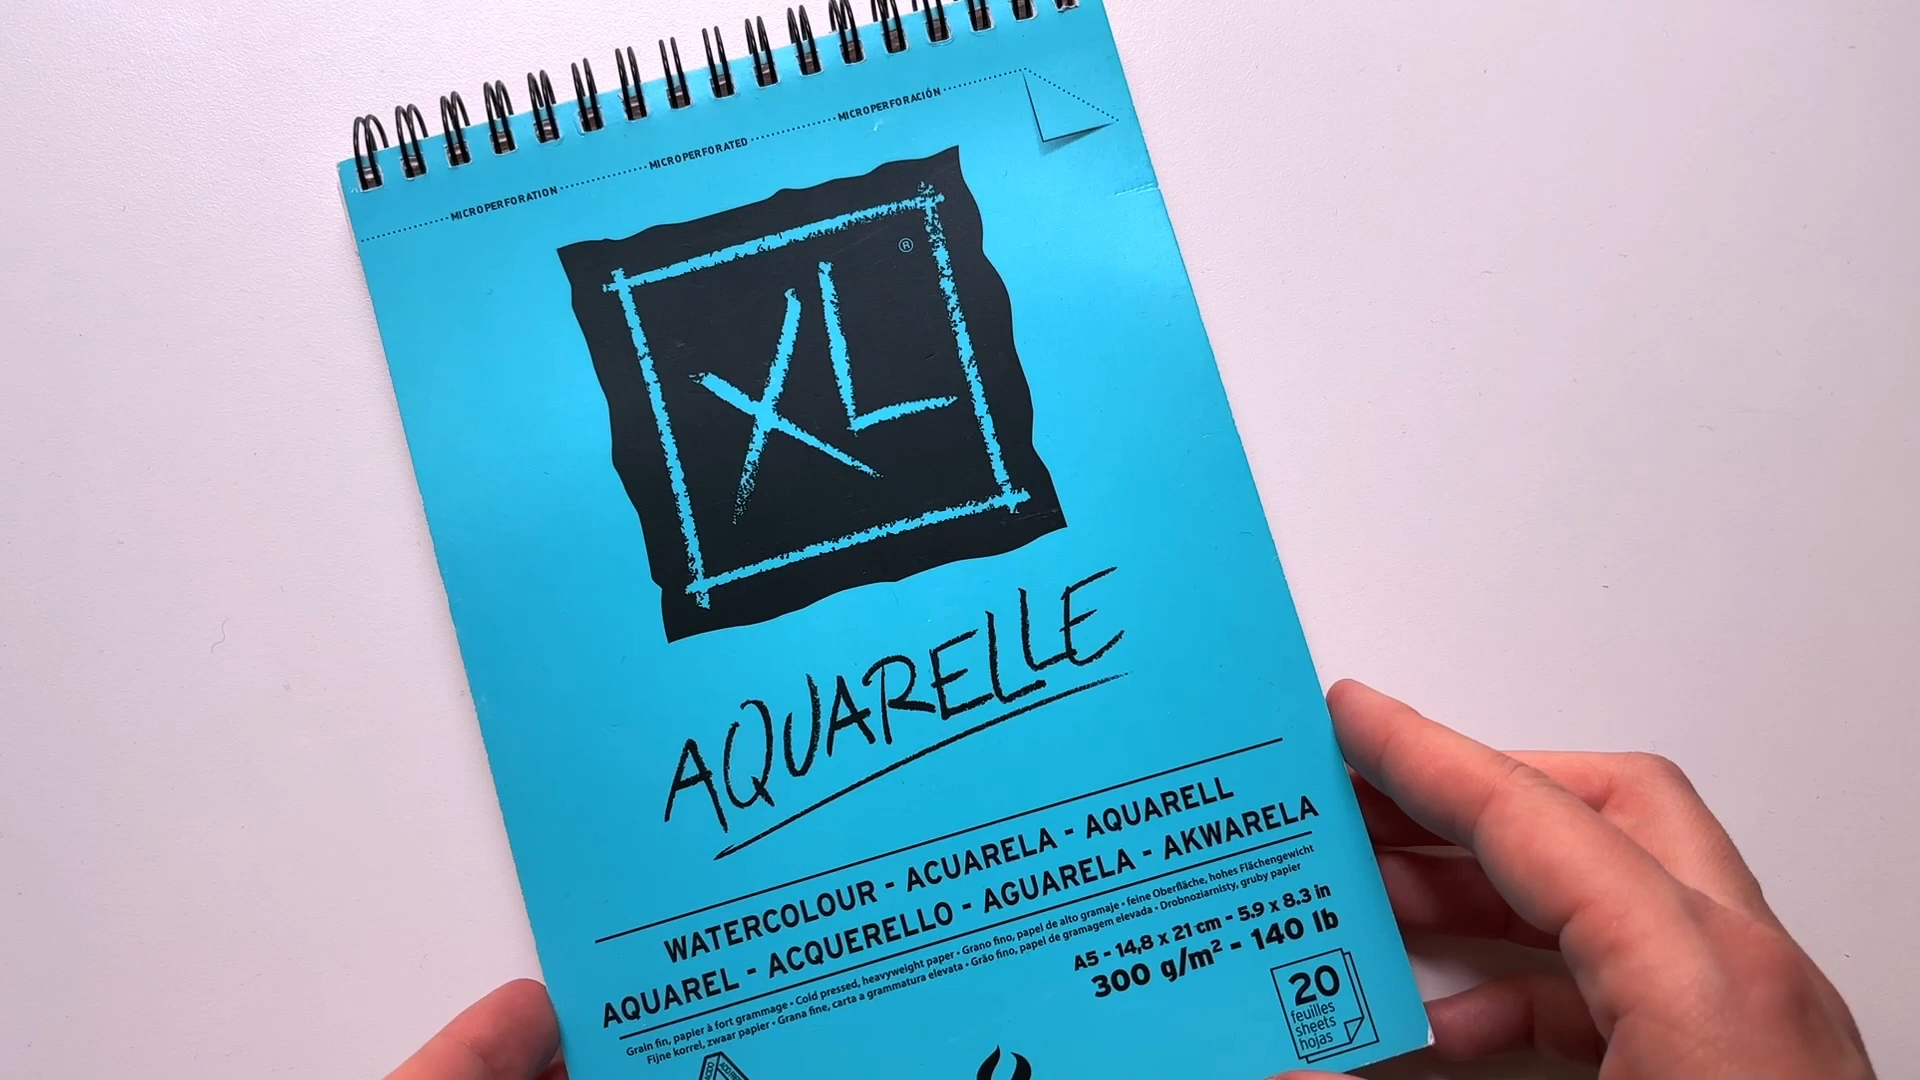 MICROPERFORATION MICROPERFORATED MICROPERFORACIÓN
XL®
AQUARELLE
WATERCOLOUR - ACUARELA - AQUARELL
AQUAREL - ACQUERELLO - AGUARELA - AKWARELA
Grain fin, papier à fort grammage • Cold pressed, heavyweight paper • Grano fino, papel de alto gramaje • feine Oberfläche, hohes Flächengewicht
Fijne korrel, zwaar papier • Grana fine, carta a grammatura elevata • Grão fino, papel de gramagem elevada • Drobnoziarnisty, gruby papier
A5 - 14,8 x 21 cm - 5.9 x 8.3 in
300 g/m² - 140 lb
20
feuilles
sheets
hojas